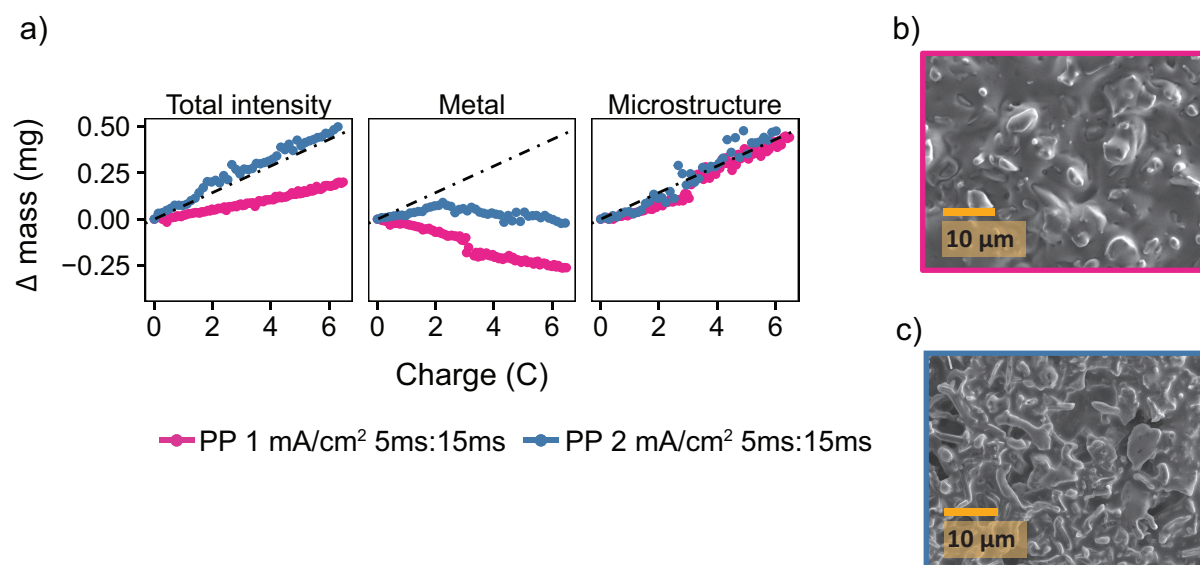 a)
Total intensity Metal Microstructure
Δ mass (mg)
0.50
0.25
0.00
−0.25
0 2 4 6 0 2 4 6 0 2 4 6
Charge (C)
PP 1 mA/cm² 5ms:15ms PP 2 mA/cm² 5ms:15ms
b)
10 µm
c)
10 µm